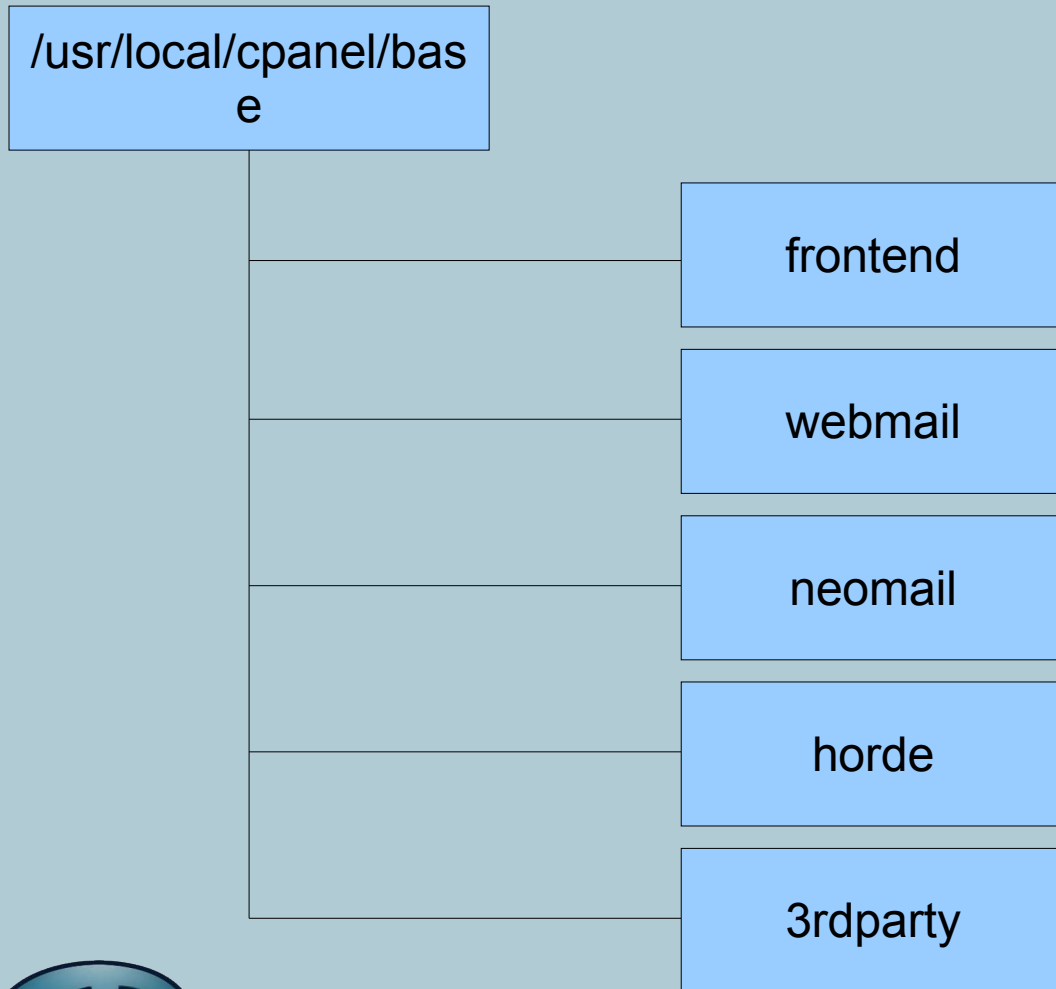 /usr/local/cpanel/bas
e
frontend
webmail
neomail
horde
3rdparty